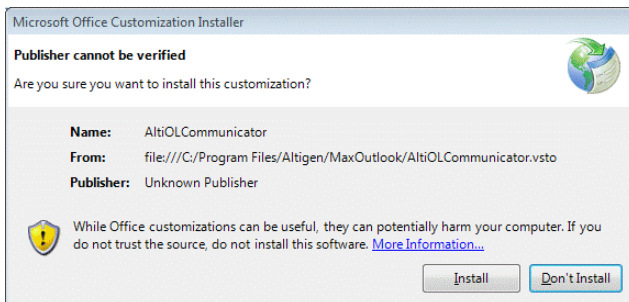 Microsoft Office Customization Installer
Publisher cannot be verified
Are you sure you want to install this customization?
Name: AltiOLCommunicator
From: file:///C:/Program Files/Altigen/MaxOutlook/AltiOLCommunicator.vsto
Publisher: Unknown Publisher
While Office customizations can be useful, they can potentially harm your computer. If you
do not trust the source, do not install this software. More Information...
Install Don't Install